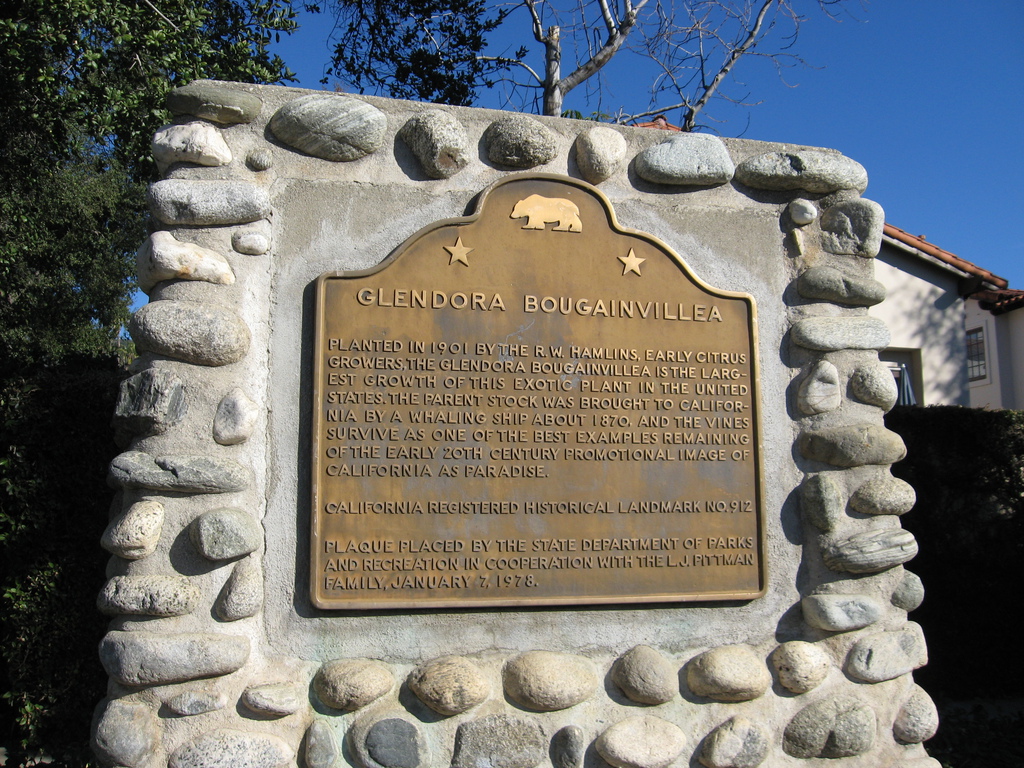 GLENDORA BOUGAINVILLEA
PLANTED IN 1901 BY THE R.W. HAMLINS, EARLY CITRUS
GROWERS, THE GLENDORA BOUGAINVILLEA IS THE LARG-
EST GROWTH OF THIS EXOTIC PLANT IN THE UNITED
STATES. THE PARENT STOCK WAS BROUGHT TO CALIFOR-
NIA BY A WHALING SHIP ABOUT 1870, AND THE VINES
SURVIVE AS ONE OF THE BEST EXAMPLES REMAINING
OF THE EARLY 20TH CENTURY PROMOTIONAL IMAGE OF
CALIFORNIA AS PARADISE.
CALIFORNIA REGISTERED HISTORICAL LANDMARK NO. 912
PLAQUE PLACED BY THE STATE DEPARTMENT OF PARKS
AND RECREATION IN COOPERATION WITH THE L.J. PITTMAN
FAMILY, JANUARY 7, 1978.